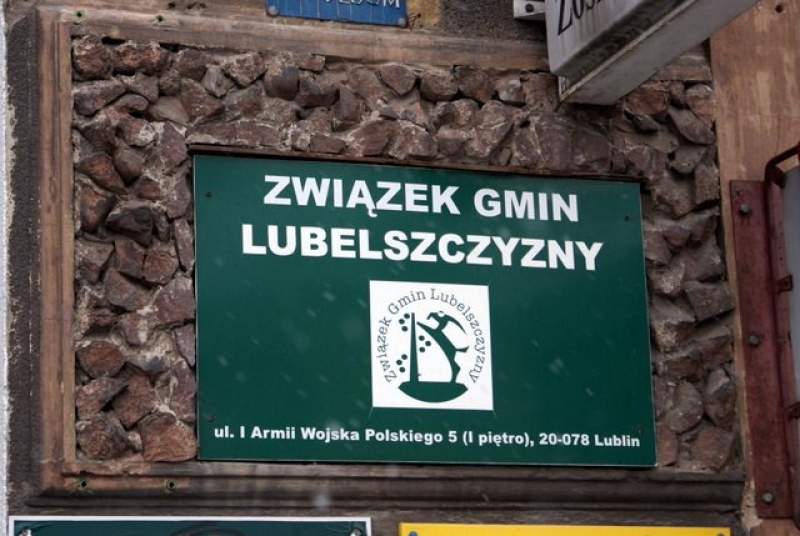 ZWIĄZEK GMIN
LUBELSZCZYZNY
Związek Gmin Lubelszczyzny
ul. I Armii Wojska Polskiego 5 (I piętro), 20-078 Lublin